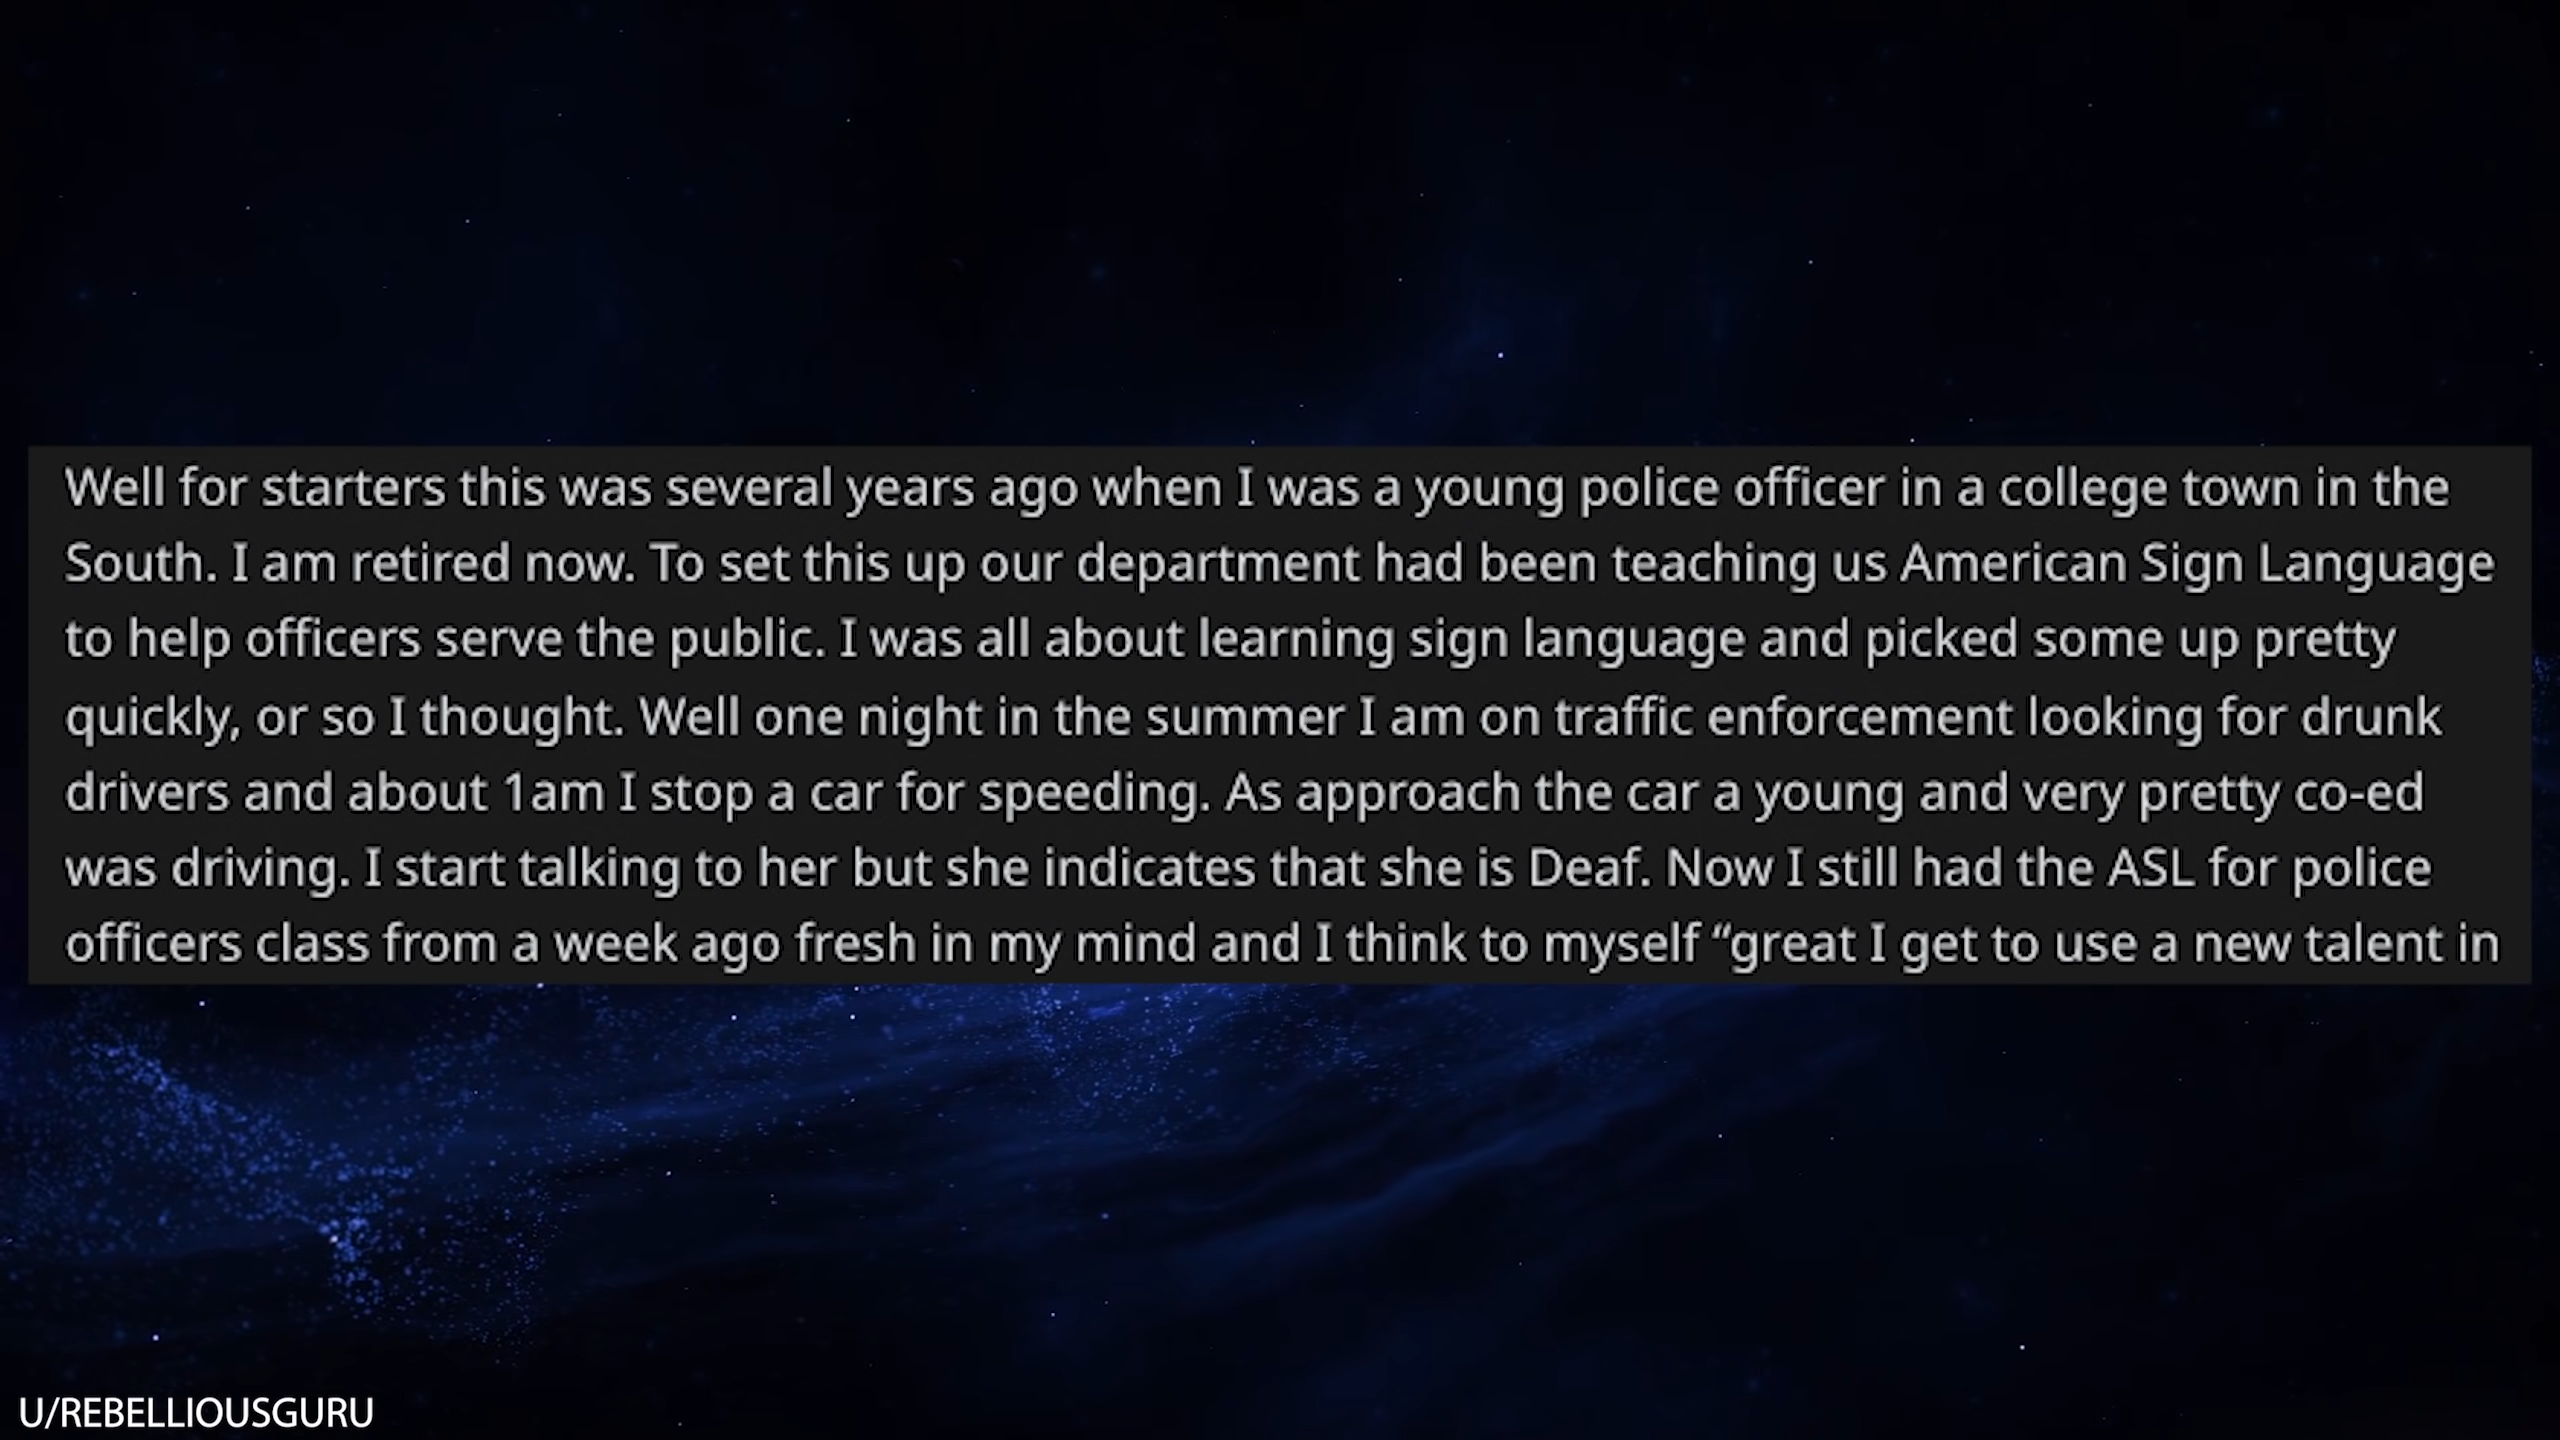 Well for starters this was several years ago when I was a young police officer in a college town in the
South. I am retired now. To set this up our department had been teaching us American Sign Language
to help officers serve the public. I was all about learning sign language and picked some up pretty
quickly, or so I thought. Well one night in the summer I am on traffic enforcement looking for drunk
drivers and about 1am I stop a car for speeding. As approach the car a young and very pretty co-ed
was driving. I start talking to her but she indicates that she is Deaf. Now I still had the ASL for police
officers class from a week ago fresh in my mind and I think to myself “great I get to use a new talent in
U/REBELLIOUSGURU